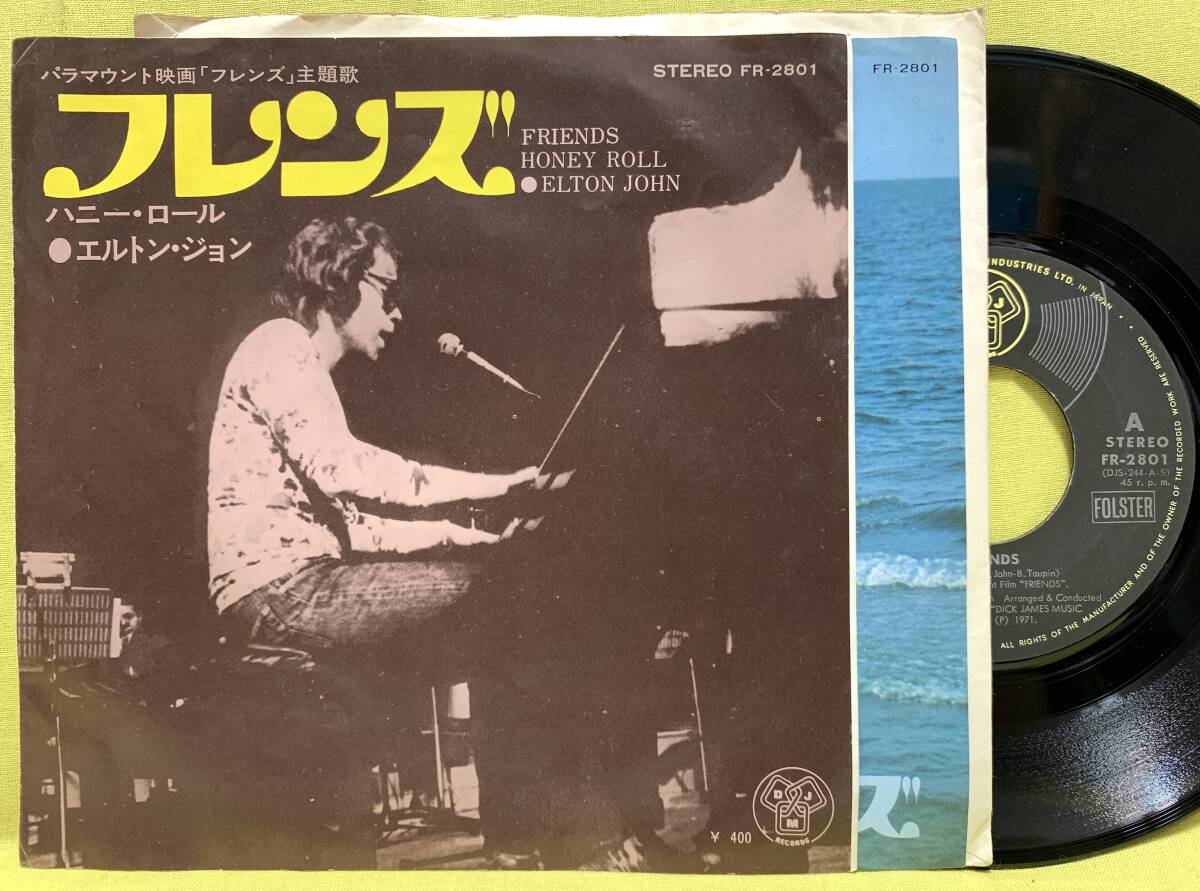 パラマウント映画「フレンズ」主題歌
STEREO FR-2801
フレンズ
FRIENDS
HONEY ROLL
●ELTON JOHN
ハニー・ロール
●エルトン・ジョン
¥ 400
DJM
RECORDS
FR-2801
ズ
INDUSTRIES LTD. IN JAPAN
DJM
A
STEREO
FR-2801
(DJS-244-A-S)
45 r. p. m.
FOLSTER
NDS
John-B. Taupin)
Film "FRIENDS".
Arranged & Conducted
"DICK JAMES MUSIC
(P) 1971.
ALL RIGHTS OF THE MANUFACTURER AND OF THE OWNER OF THE RECORDED WORK ARE RESERVED